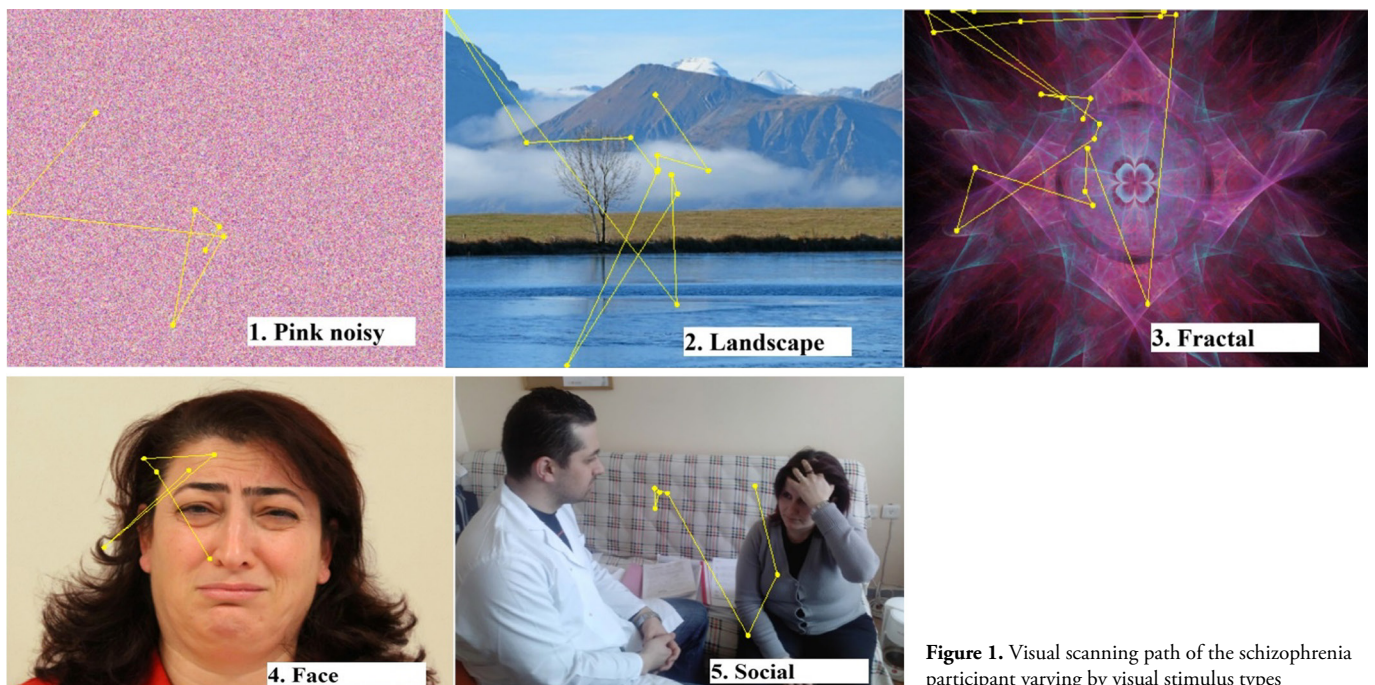 1. Pink noisy
2. Landscape
3. Fractal
4. Face
5. Social
Figure 1. Visual scanning path of the schizophrenia
participant varying by visual stimulus types